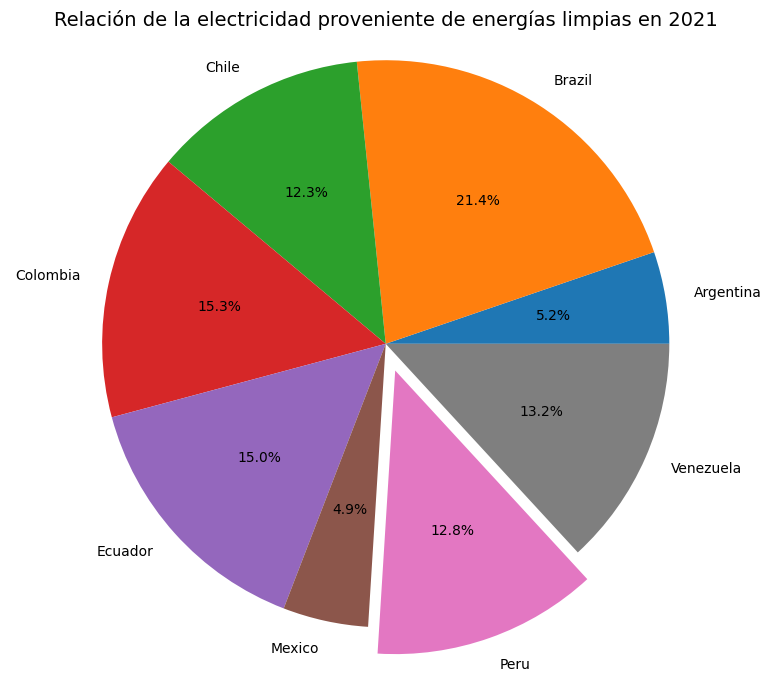 Relación de la electricidad proveniente de energías limpias en 2021
Chile
Brazil
12.3%
21.4%
Colombia
Argentina
15.3%
5.2%
13.2%
15.0%
Venezuela
4.9%
12.8%
Ecuador
Mexico
Peru